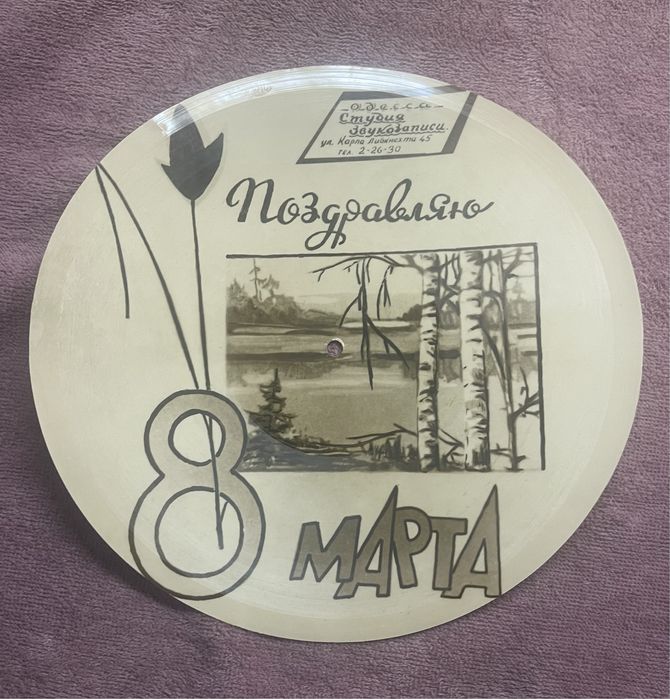 -Одесса-
Студия
Звукозаписи.
ул. Карла Либкнехта 45
тел. 2-26-30
Поздравляю
8 МАРТА